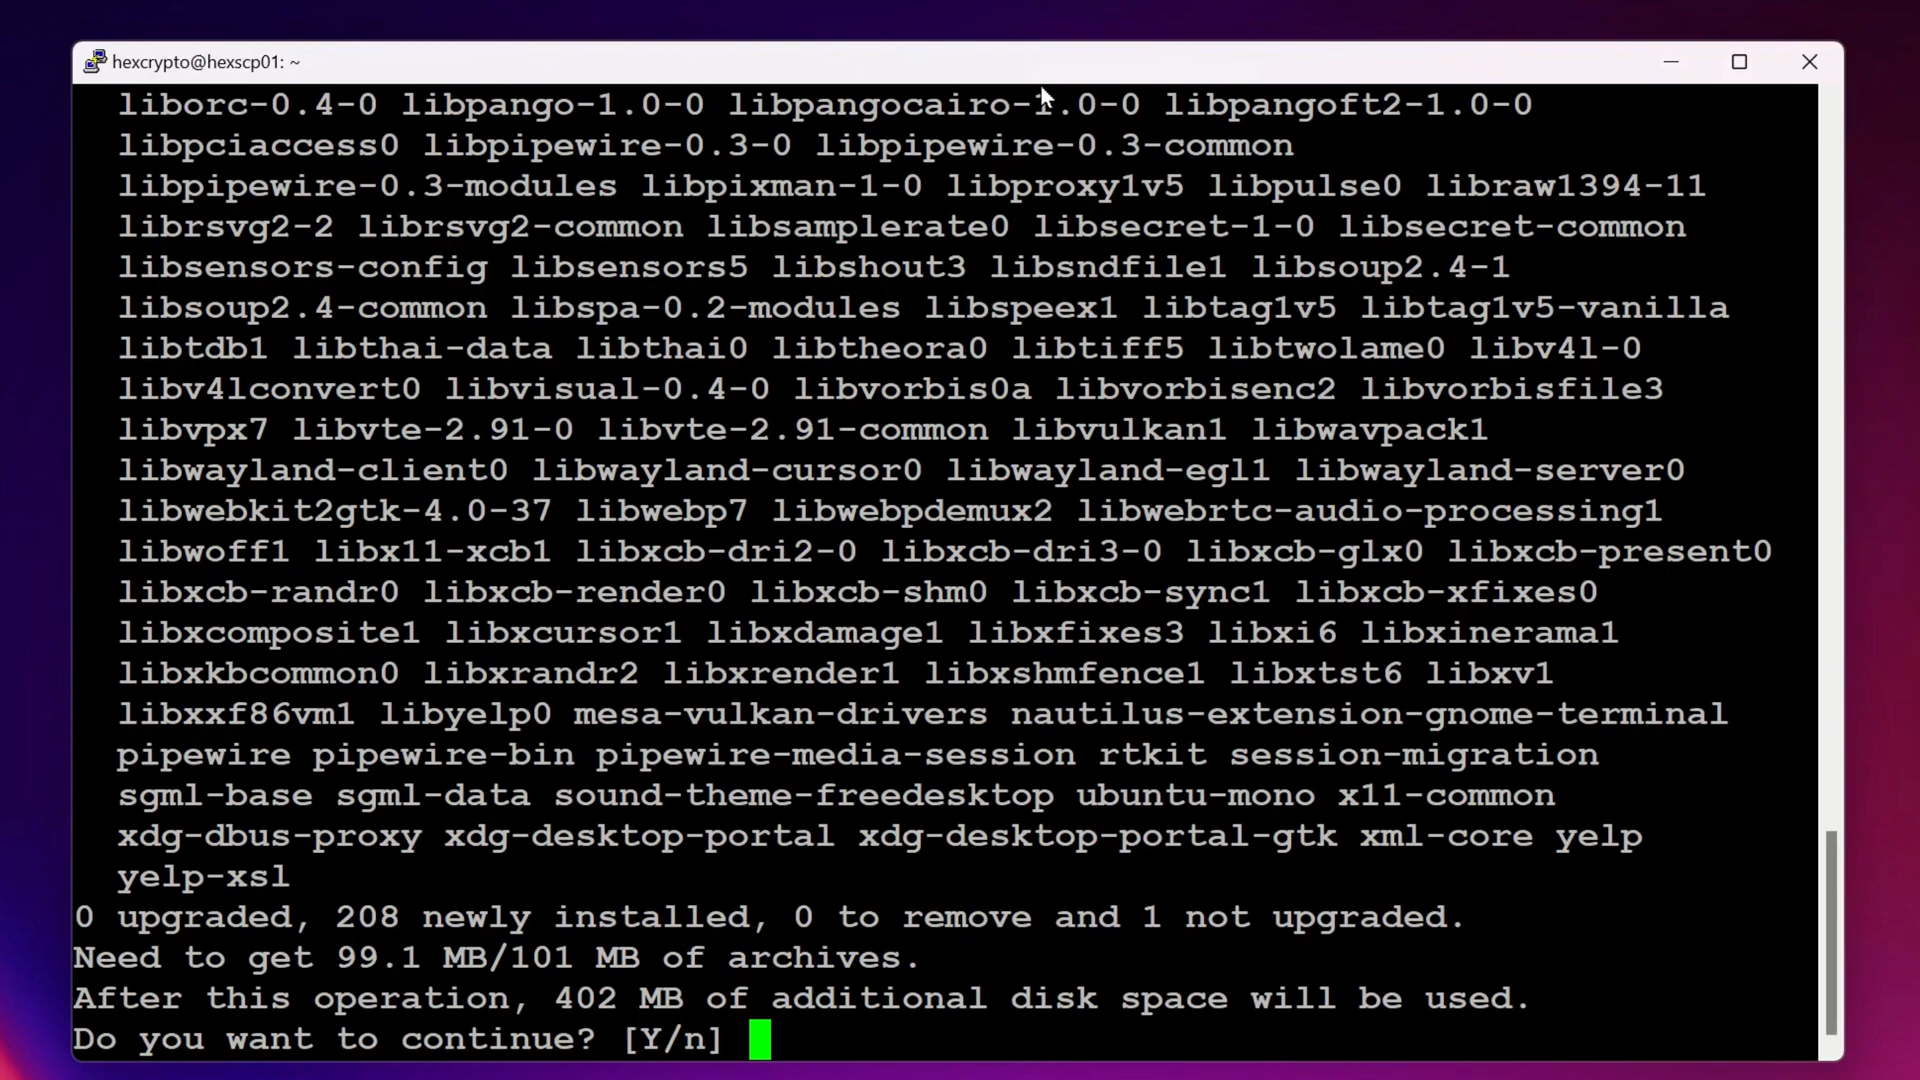 hexcrypto@hexscp01: ~
liborc-0.4-0 libpango-1.0-0 libpangocairo-1.0-0 libpangoft2-1.0-0
libpciaccess0 libpipewire-0.3-0 libpipewire-0.3-common
libpipewire-0.3-modules libpixman-1-0 libproxy1v5 libpulse0 libraw1394-11
librsvg2-2 librsvg2-common libsamplerate0 libsecret-1-0 libsecret-common
libsensors-config libsensors5 libshout3 libsndfile1 libsoup2.4-1
libsoup2.4-common libspa-0.2-modules libspeex1 libtag1v5 libtag1v5-vanilla
libtdb1 libthai-data libthai0 libtheora0 libtiff5 libtwolame0 libv4l-0
libv4lconvert0 libvisual-0.4-0 libvorbis0a libvorbisenc2 libvorbisfile3
libvpx7 libvte-2.91-0 libvte-2.91-common libvulkan1 libwavpack1
libwayland-client0 libwayland-cursor0 libwayland-egl1 libwayland-server0
libwebkit2gtk-4.0-37 libwebp7 libwebpdemux2 libwebrtc-audio-processing1
libwoff1 libx11-xcb1 libxcb-dri2-0 libxcb-dri3-0 libxcb-glx0 libxcb-present0
libxcb-randr0 libxcb-render0 libxcb-shm0 libxcb-sync1 libxcb-xfixes0
libxcomposite1 libxcursor1 libxdamage1 libxfixes3 libxi6 libxinerama1
libxkbcommon0 libxrandr2 libxrender1 libxshmfence1 libxtst6 libxv1
libxxf86vm1 libyelp0 mesa-vulkan-drivers nautilus-extension-gnome-terminal
pipewire pipewire-bin pipewire-media-session rtkit session-migration
sgml-base sgml-data sound-theme-freedesktop ubuntu-mono x11-common
xdg-dbus-proxy xdg-desktop-portal xdg-desktop-portal-gtk xml-core yelp
yelp-xsl
0 upgraded, 208 newly installed, 0 to remove and 1 not upgraded.
Need to get 99.1 MB/101 MB of archives.
After this operation, 402 MB of additional disk space will be used.
Do you want to continue? [Y/n]